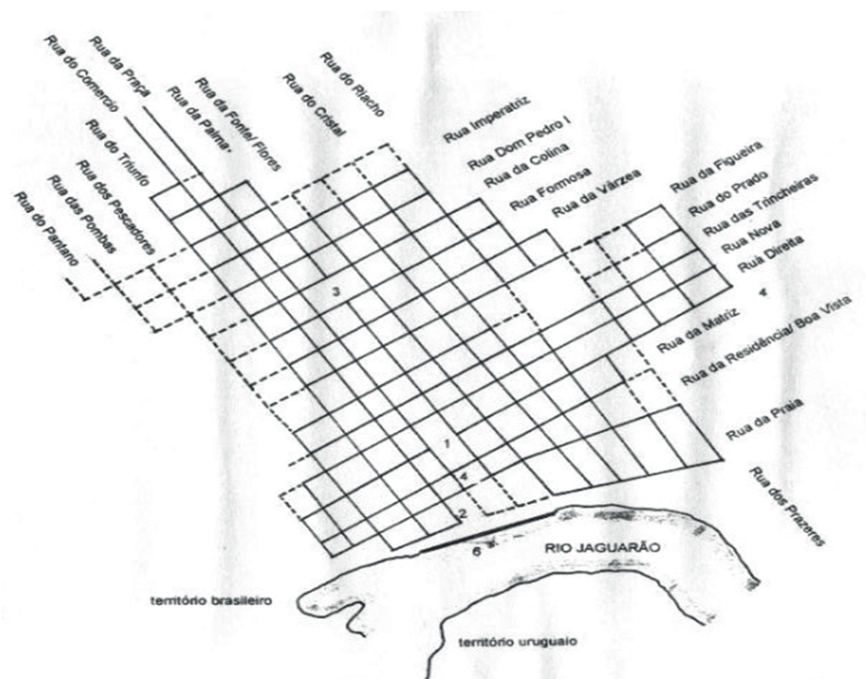 Rua do Comercio
Rua da Praça
Rua do Triunfo
Rua da Palma
Rua da Fonte/ Flores
Rua do Cristal
Rua do Riacho
Rua dos Pescadores
Rua das Pombas
Rua do Pantano
Rua Imperatriz
Rua Dom Pedro I
Rua da Colina
Rua Formosa
Rua da Várzea
Rua da Figueira
Rua do Prado
Rua das Trincheiras
Rua Nova
Rua Direita
Rua da Matriz
Rua da Residência/ Boa Vista
Rua da Praia
Rua dos Prazeres
3
1
4
2
6
RIO JAGUARÃO
território brasileiro
território uruguaio